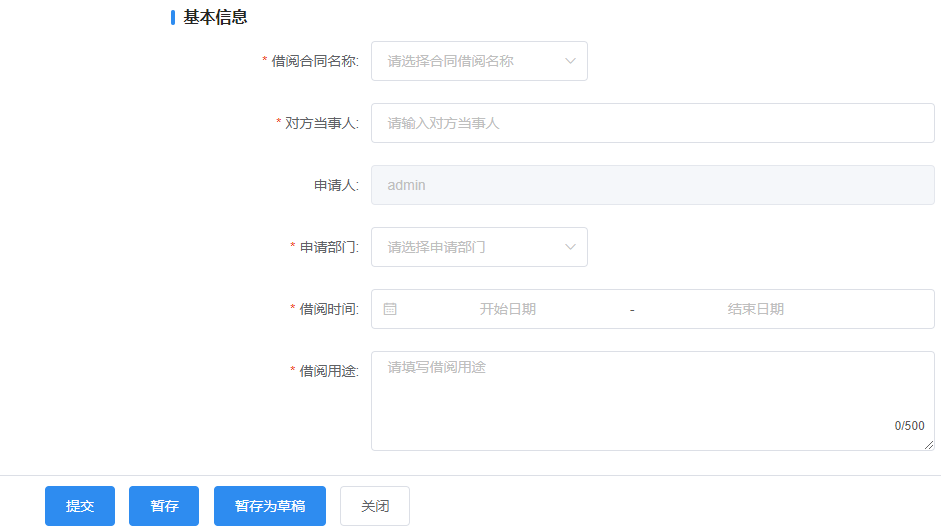 基本信息
* 借阅合同名称: 请选择合同借阅名称
* 对方当事人: 请输入对方当事人
申请人: admin
* 申请部门: 请选择申请部门
* 借阅时间: 开始日期 - 结束日期
* 借阅用途: 请填写借阅用途
0/500
提交 暂存 暂存为草稿 关闭